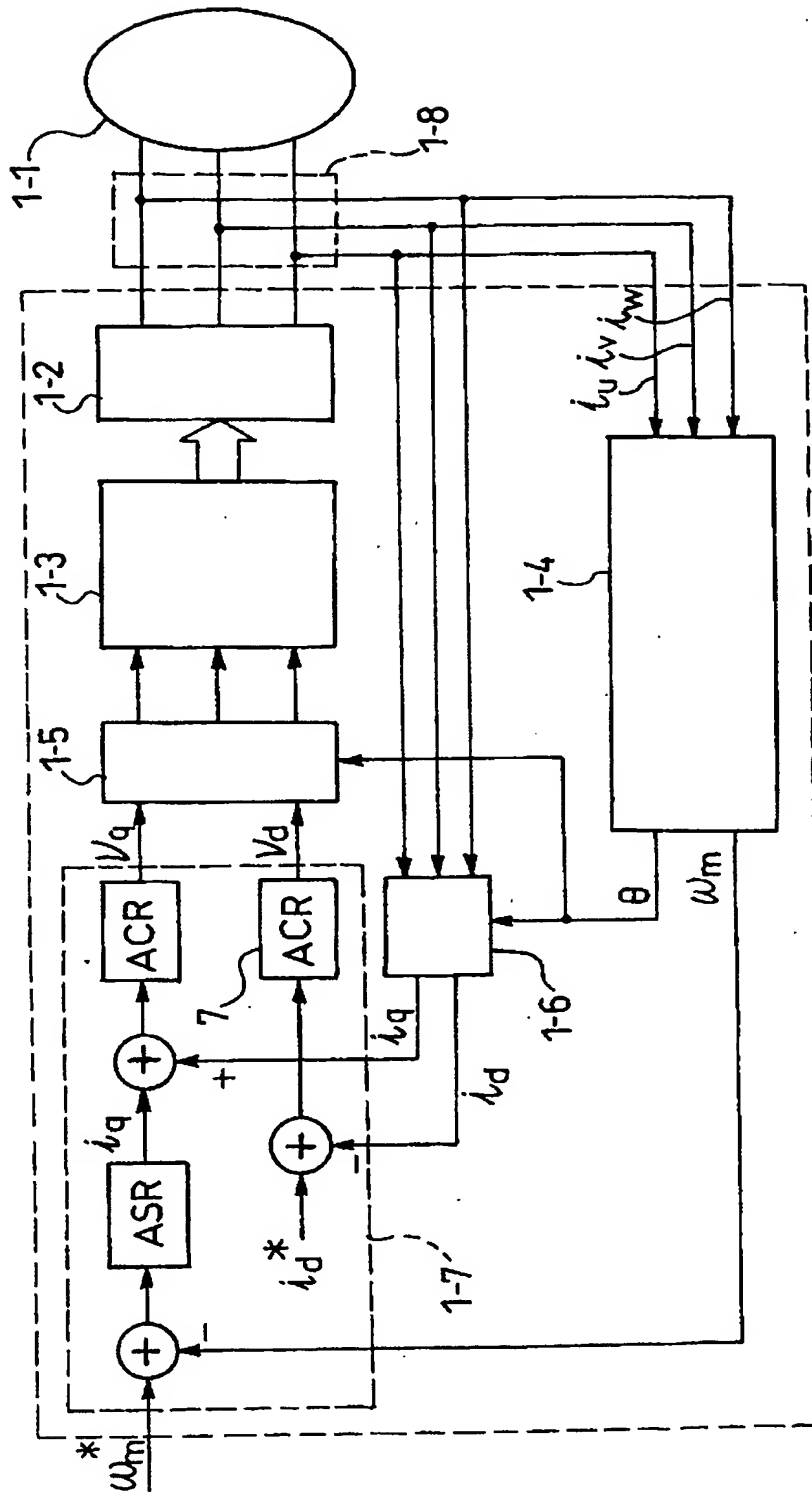 1-1
1-8
1-2
1-3
1-5
Vq
Vd
ACR
ACR
7
iq
ASR
+
+
+
+
-
-
id*
iq
id
1-7
ωm*
1-6
iu iv iw
1-4
θ
ωm